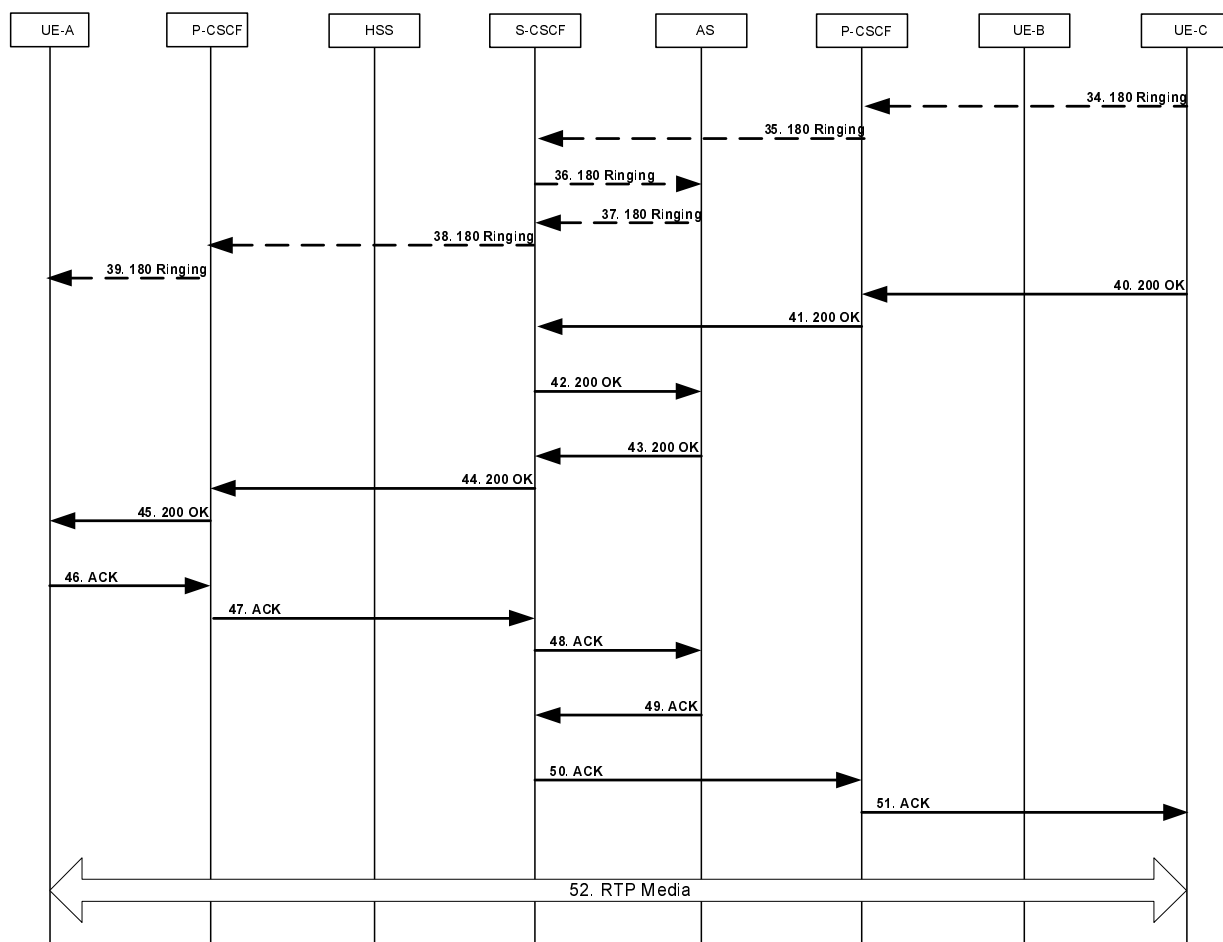 UE-A
P-CSCF
HSS
S-CSCF
AS
P-CSCF
UE-B
UE-C
34. 180 Ringing
35. 180 Ringing
36. 180 Ringing
37. 180 Ringing
38. 180 Ringing
39. 180 Ringing
40. 200 OK
41. 200 OK
42. 200 OK
43. 200 OK
44. 200 OK
45. 200 OK
46. ACK
47. ACK
48. ACK
49. ACK
50. ACK
51. ACK
52. RTP Media